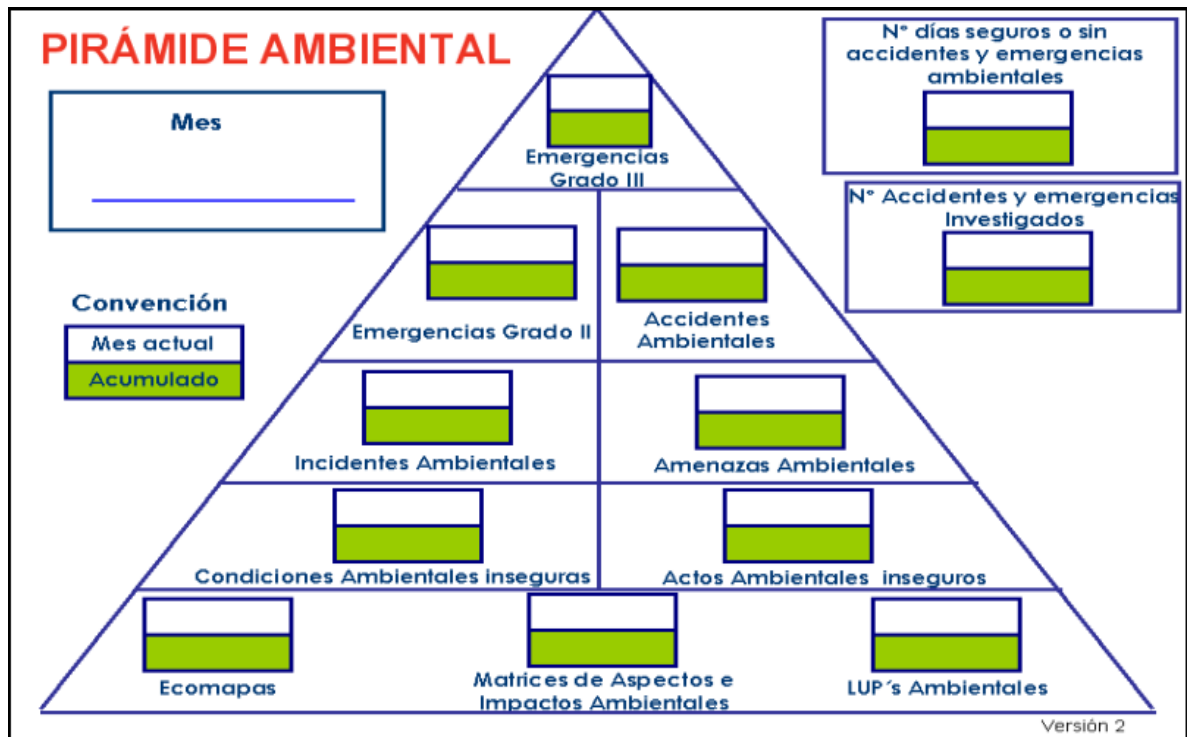 PIRÁMIDE AMBIENTAL
Mes
Convención
Mes actual
Acumulado
N° días seguros o sin
accidentes y emergencias
ambientales
N° Accidentes y emergencias
Investigados
Emergencias
Grado III
Emergencias Grado II
Accidentes
Ambientales
Incidentes Ambientales
Amenazas Ambientales
Condiciones Ambientales inseguras
Actos Ambientales inseguros
Ecomapas
Matrices de Aspectos e
Impactos Ambientales
LUP´s Ambientales
Versión 2